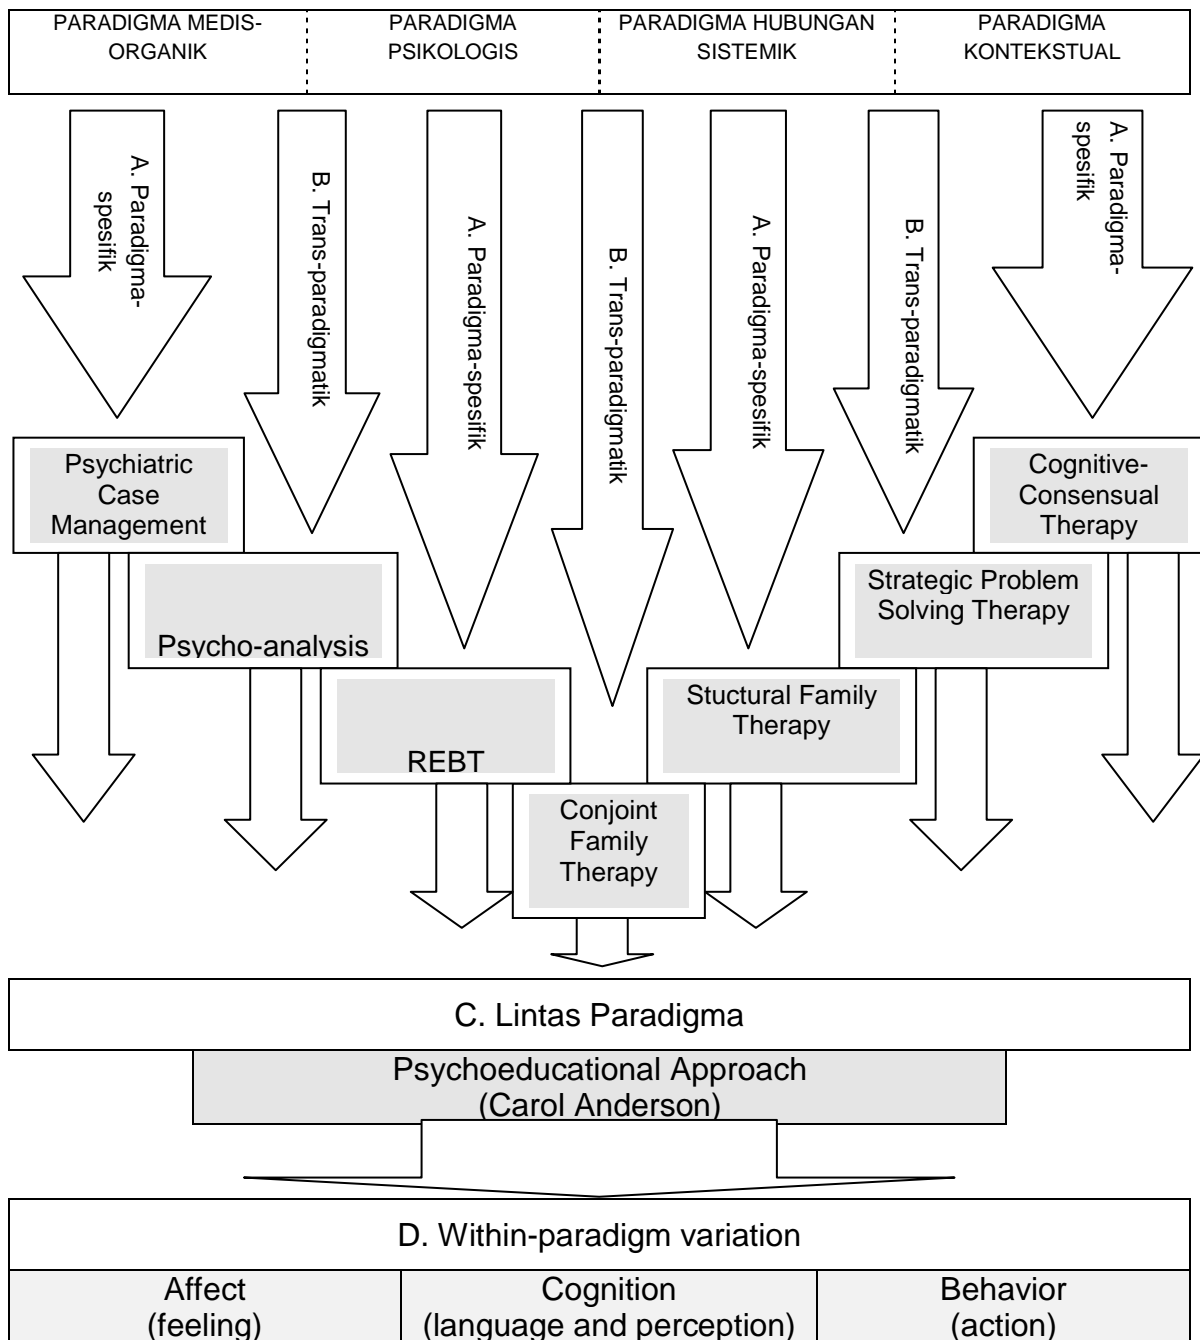 PARADIGMA MEDIS-
ORGANIK
PARADIGMA
PSIKOLOGIS
PARADIGMA HUBUNGAN
SISTEMIK
PARADIGMA
KONTEKSTUAL
A. Paradigma-
spesifik
B. Trans-paradigmatik
A. Paradigma-spesifik
B. Trans-paradigmatik
A. Paradigma-spesifik
B. Trans-paradigmatik
A. Paradigma-
spesifik
Psychiatric
Case
Management
Psycho-analysis
REBT
Conjoint
Family
Therapy
Stuctural Family
Therapy
Strategic Problem
Solving Therapy
Cognitive-
Consensual
Therapy
C. Lintas Paradigma
Psychoeducational Approach
(Carol Anderson)
D. Within-paradigm variation
Affect
(feeling)
Cognition
(language and perception)
Behavior
(action)